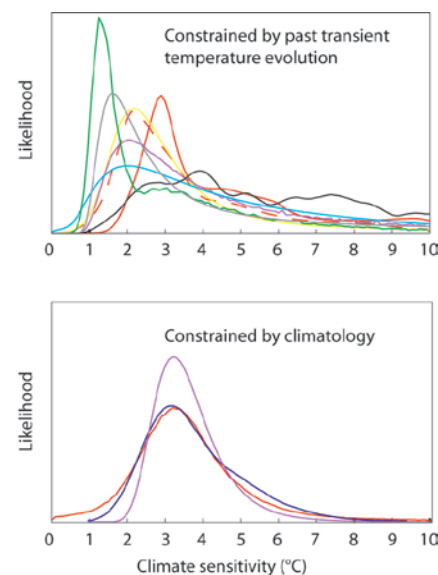 Constrained by past transient
temperature evolution
Likelihood
0 1 2 3 4 5 6 7 8 9 10
Constrained by climatology
Likelihood
0 1 2 3 4 5 6 7 8 9 10
Climate sensitivity (°C)